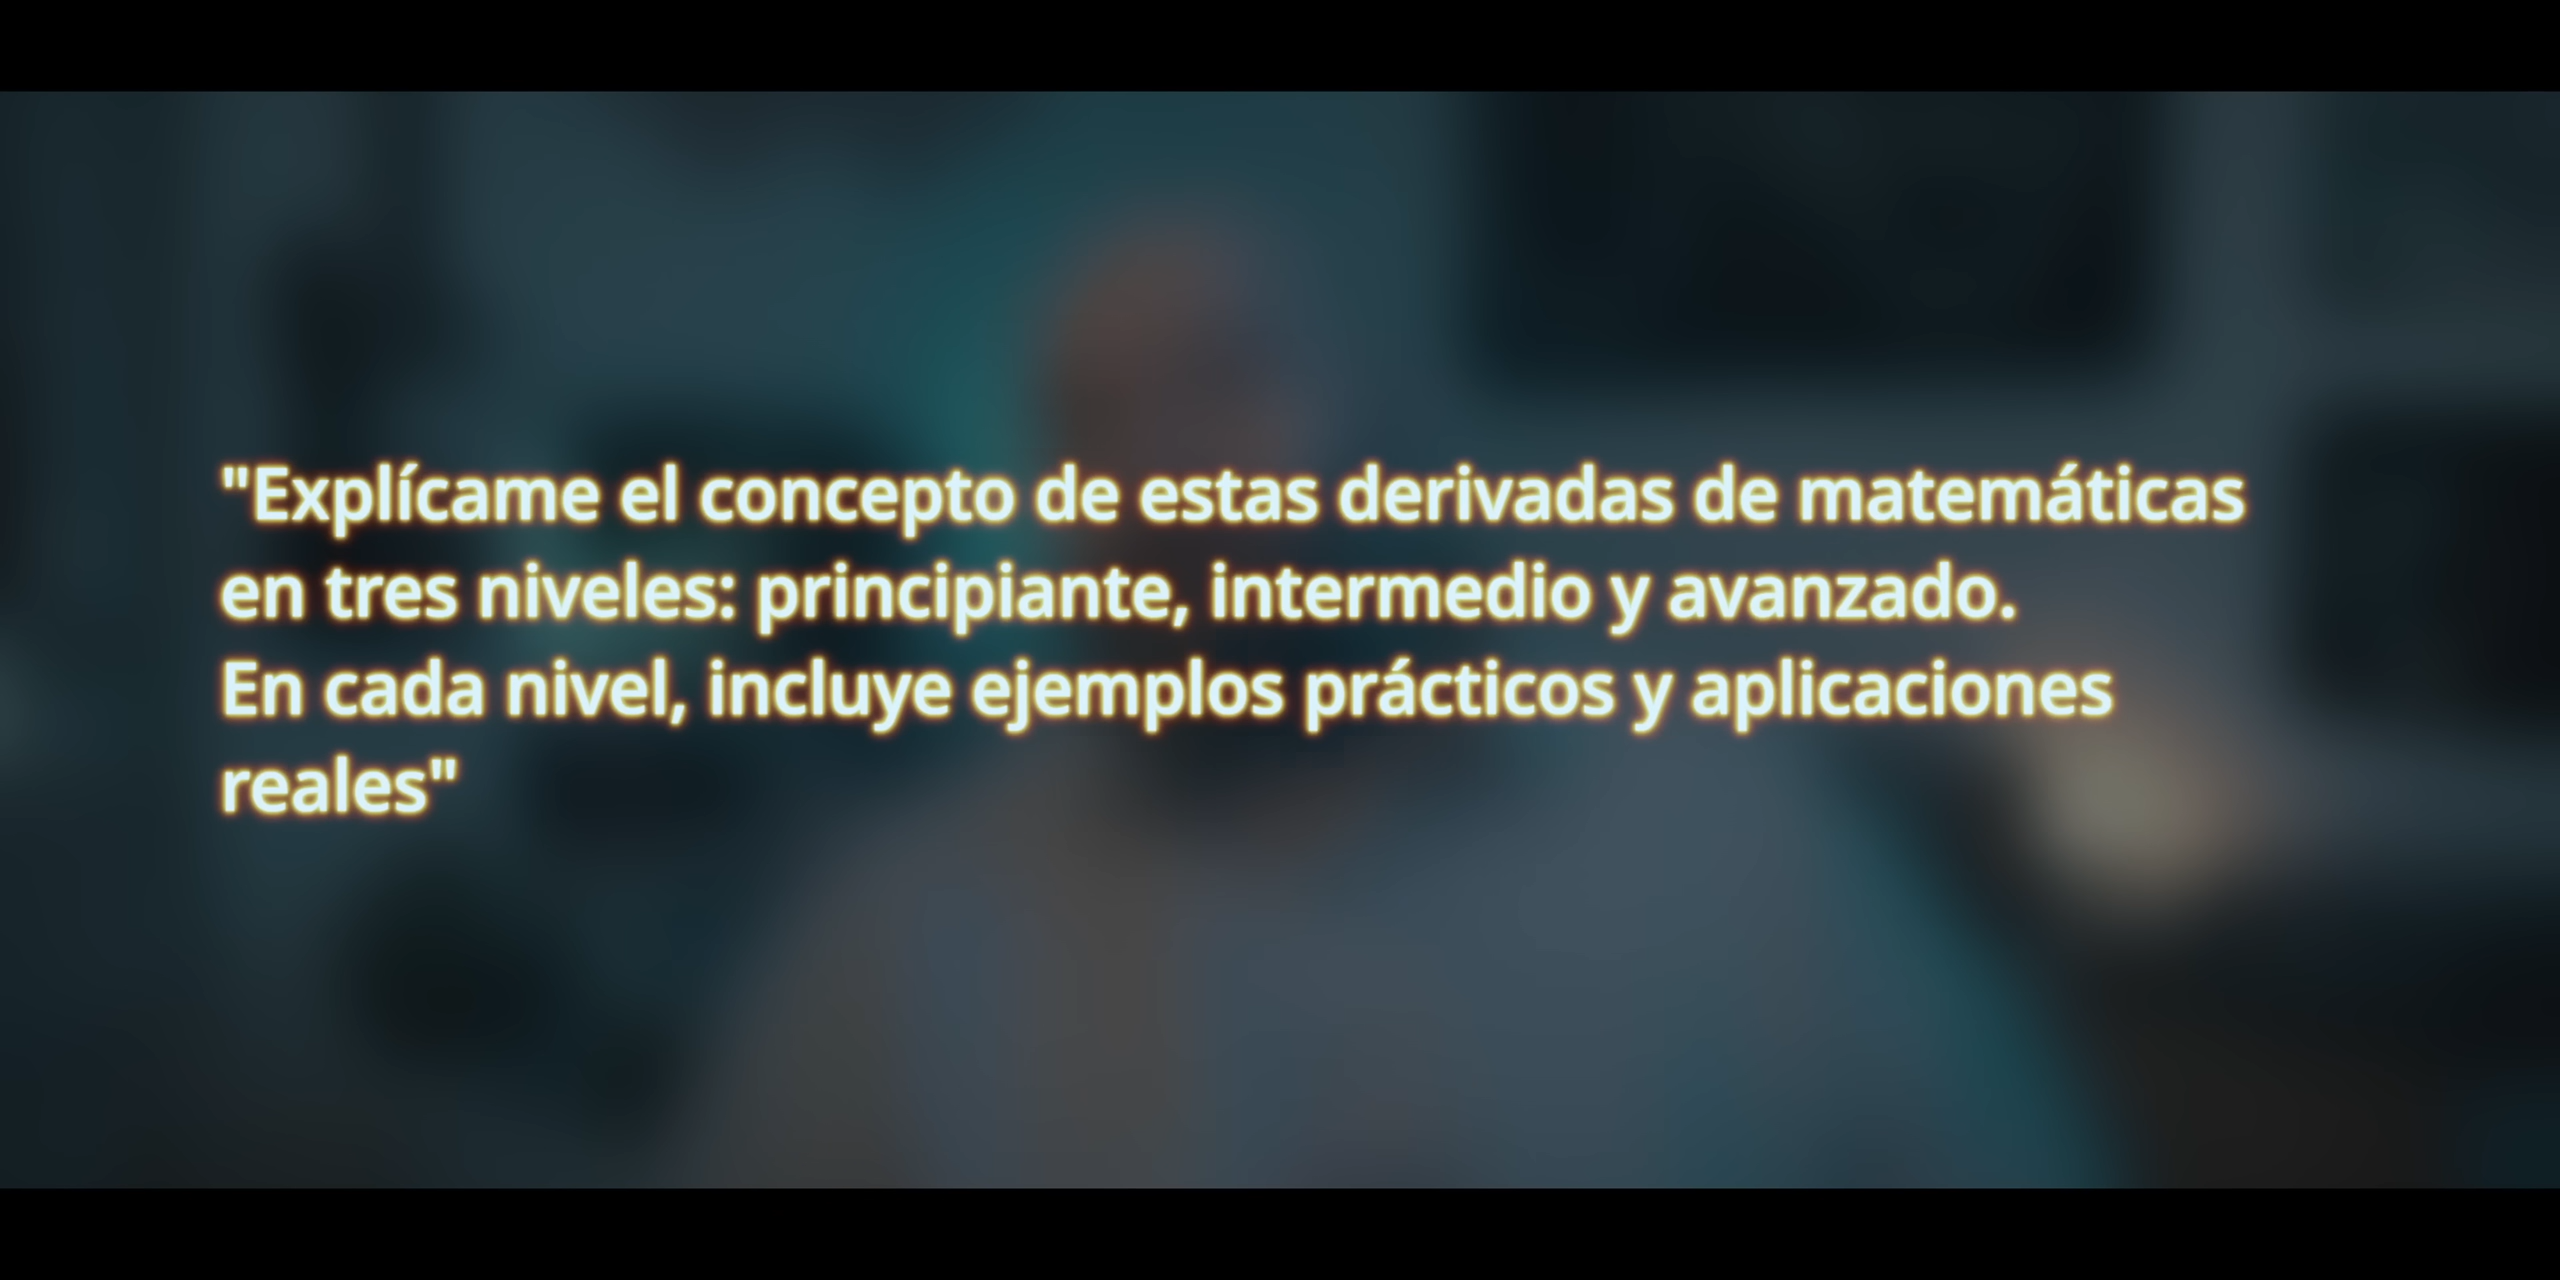 "Explícame el concepto de estas derivadas de matemáticas
en tres niveles: principiante, intermedio y avanzado.
En cada nivel, incluye ejemplos prácticos y aplicaciones
reales"